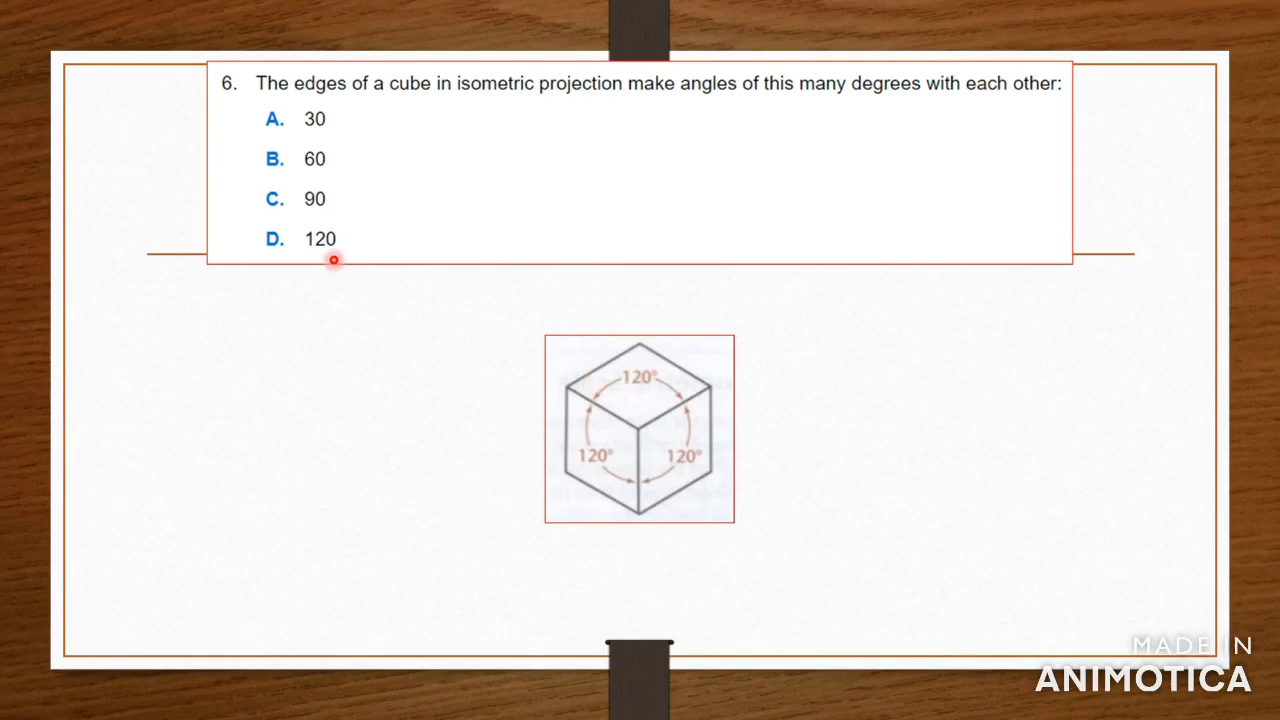 6. The edges of a cube in isometric projection make angles of this many degrees with each other:
A. 30
B. 60
C. 90
D. 120
120°
120° 120°
MADE IN
ANIMOTICA